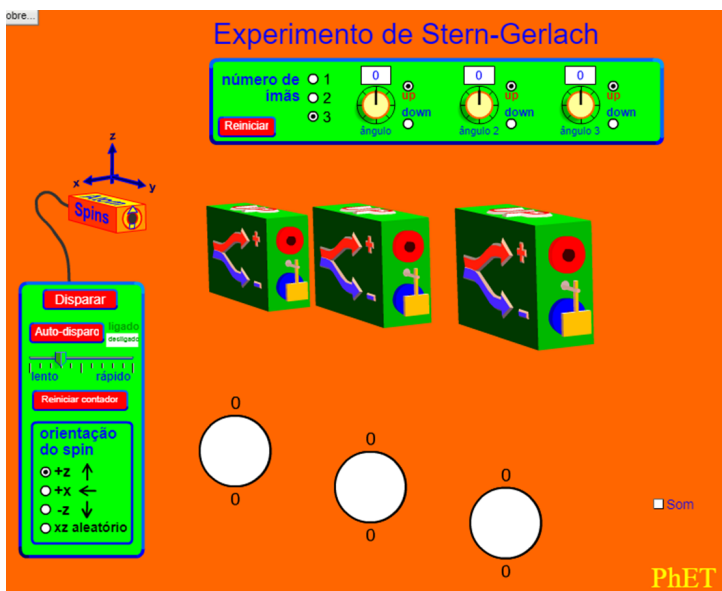 obre...
Experimento de Stern-Gerlach
número de
imãs
1
2
3
Reiniciar
0
up
down
ângulo
0
up
down
ângulo 2
0
up
down
ângulo 3
z
x
y
Spins
+
-
+
-
+
-
Disparar
Auto-disparo
ligado
desligado
lento rápido
Reiniciar contador
orientação
do spin
+z
+x
-z
xz aleatório
0
0
0
0
0
0
Som
PhET